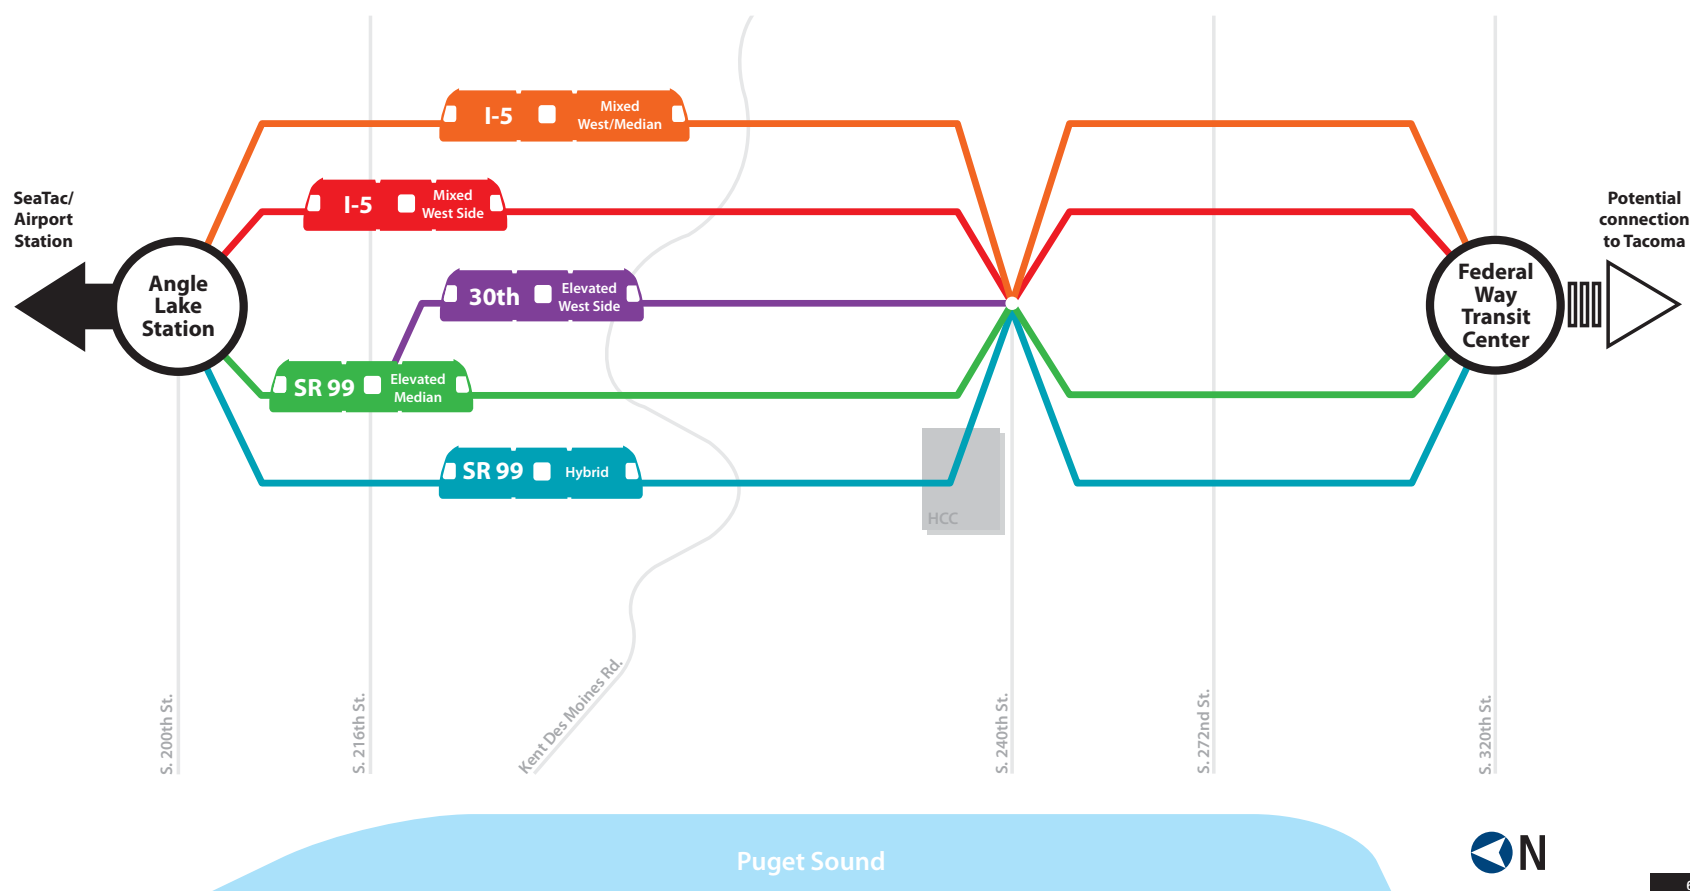 I-5
Mixed
West/Median
I-5
Mixed
West Side
SeaTac/
Airport
Station
Potential
connection
to Tacoma
Angle
Lake
Station
30th
Elevated
West Side
Federal
Way
Transit
Center
SR 99
Elevated
Median
SR 99
Hybrid
HCC
S. 200th St.
S. 216th St.
Kent Des Moines Rd.
S. 240th St.
S. 272nd St.
S. 320th St.
Puget Sound
N